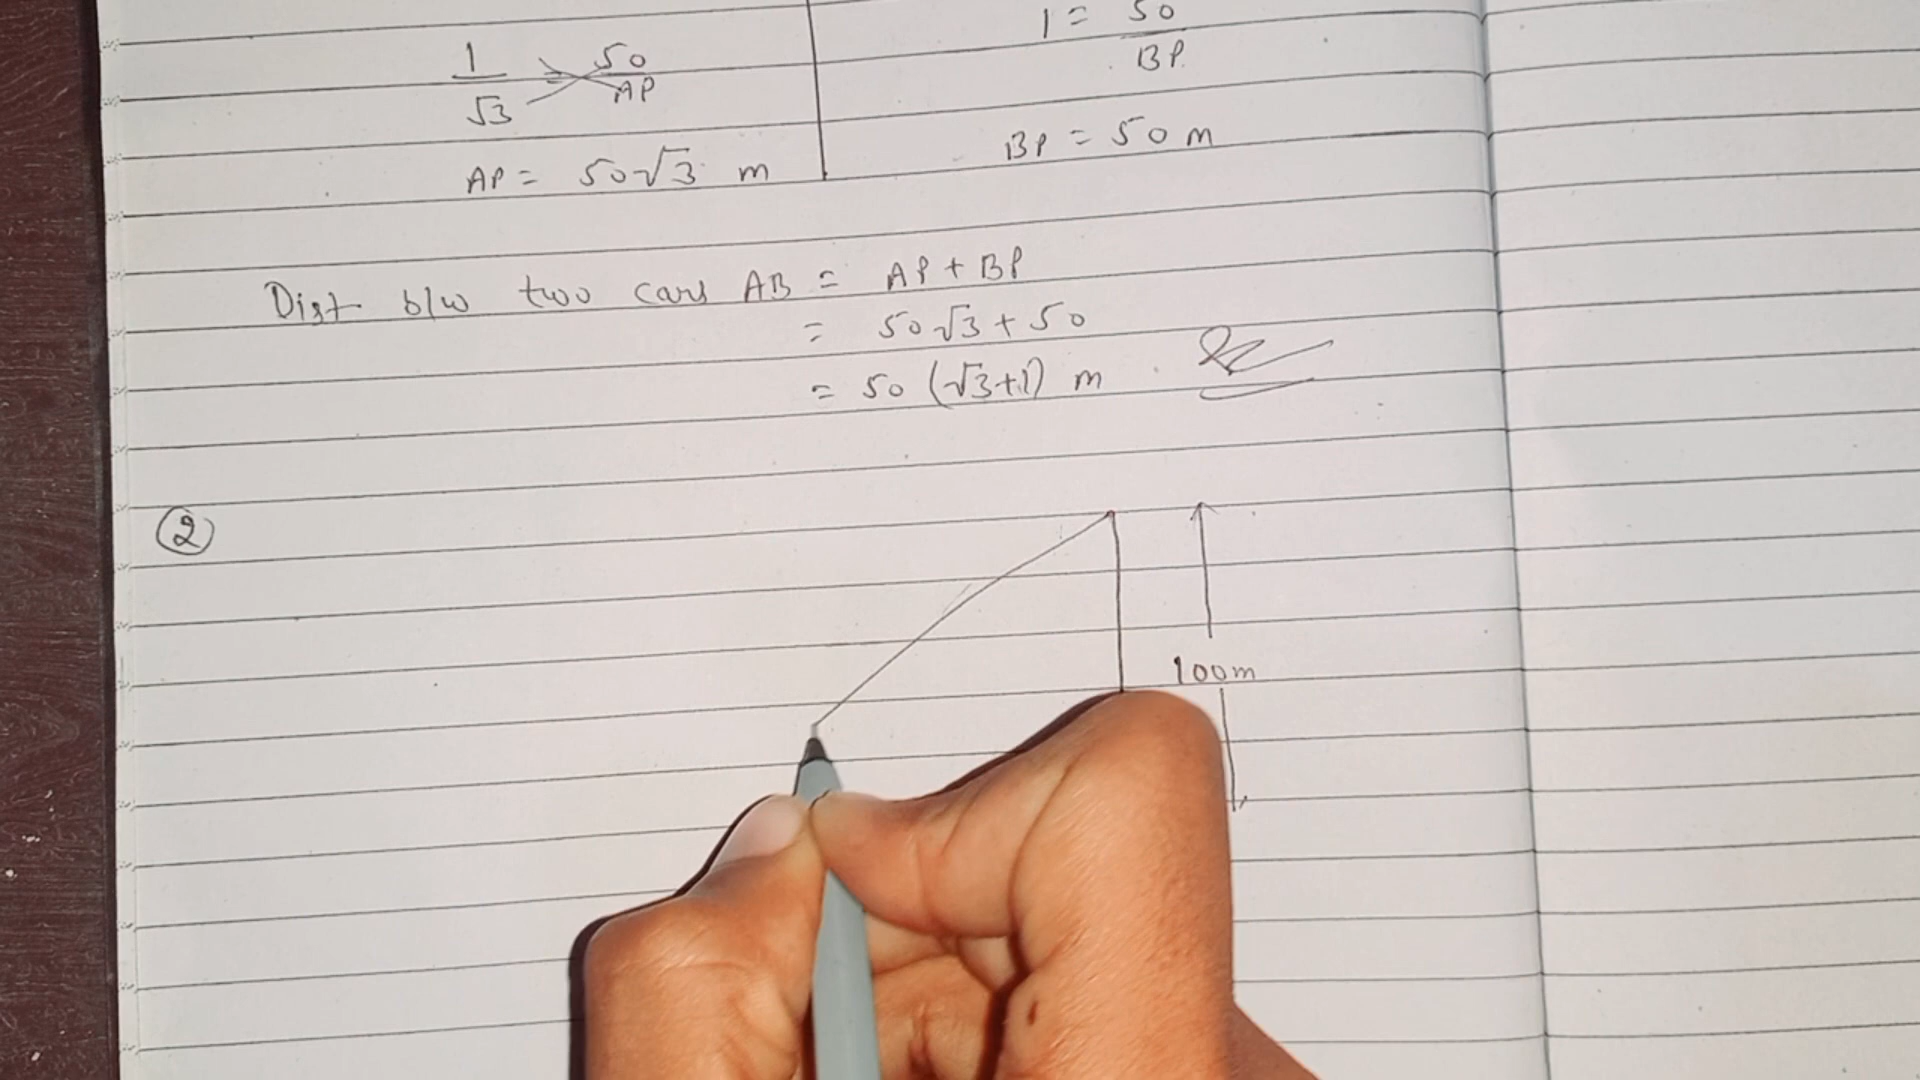 1/√3 = 50/AP
AP = 50√3 m
1 = 50/BP
BP = 50 m
Dist b/w two cars AB = AP + BP
= 50√3 + 50
= 50 (√3+1) m
②
100m